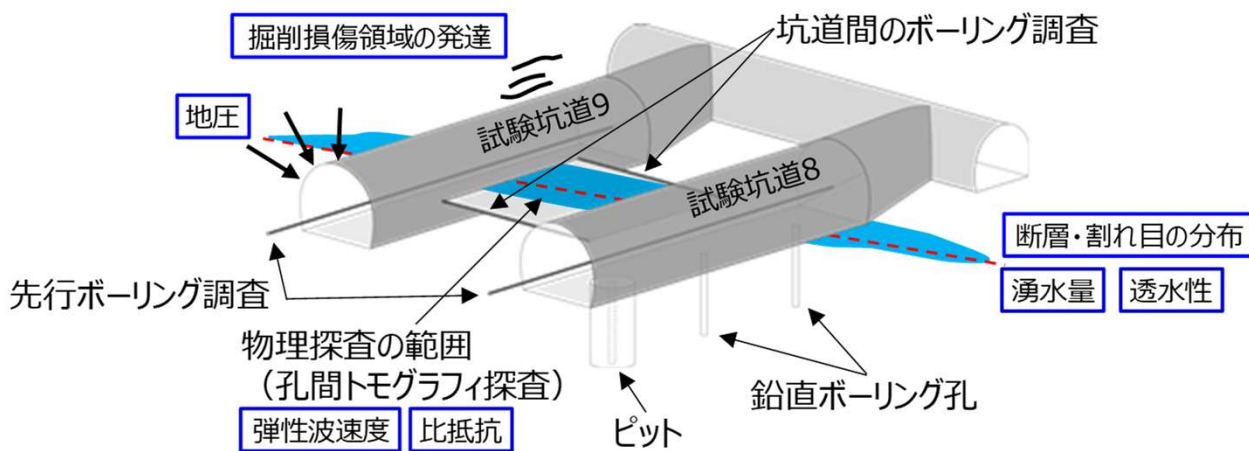 掘削損傷領域の発達
坑道間のボーリング調査
地圧
試験坑道9
試験坑道8
断層・割れ目の分布
湧水量 透水性
先行ボーリング調査
物理探査の範囲
（孔間トモグラフィ探査）
弾性波速度 比抵抗
ピット
鉛直ボーリング孔